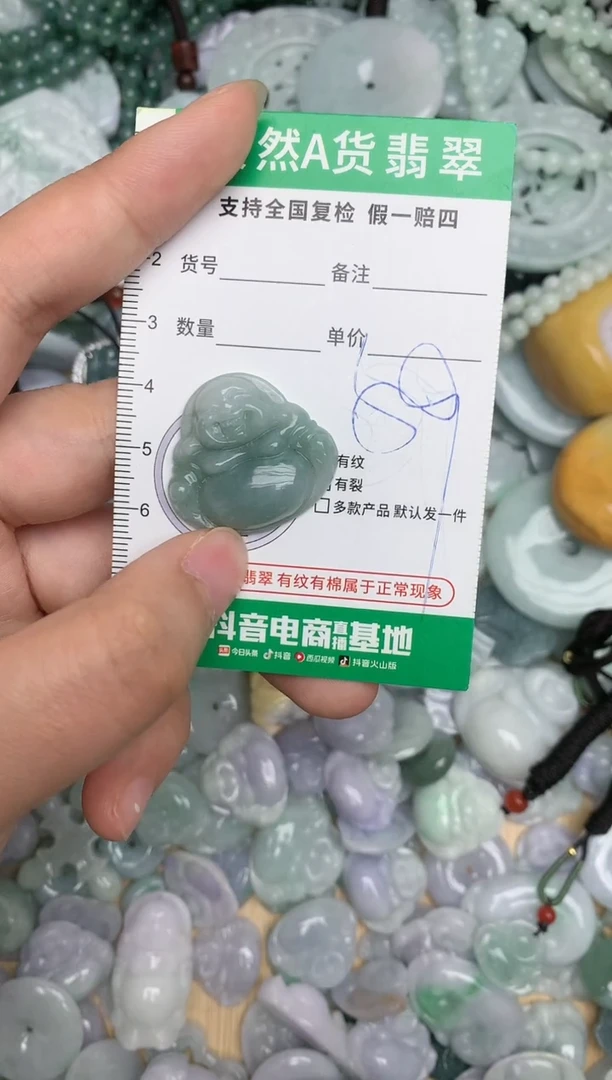 然A货翡翠
支持全国复检 假一赔四
货号 备注
数量 单价
2
3
4
5
6
有纹
有裂
多款产品 默认发一件
翡翠 有纹有棉属于正常现象
抖音电商直播基地
今日头条 抖音 西瓜视频 抖音火山版